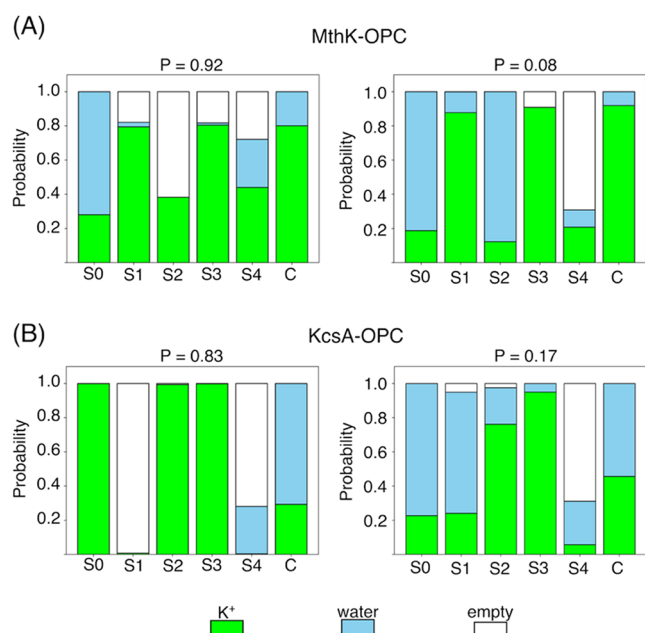 (A)
MthK-OPC
P = 0.92
P = 0.08
Probability
1.0
0.8
0.6
0.4
0.2
S0 S1 S2 S3 S4 C
Probability
1.0
0.8
0.6
0.4
0.2
S0 S1 S2 S3 S4 C
(B)
KcsA-OPC
P = 0.83
P = 0.17
Probability
1.0
0.8
0.6
0.4
0.2
S0 S1 S2 S3 S4 C
Probability
1.0
0.8
0.6
0.4
0.2
S0 S1 S2 S3 S4 C
K+ water empty